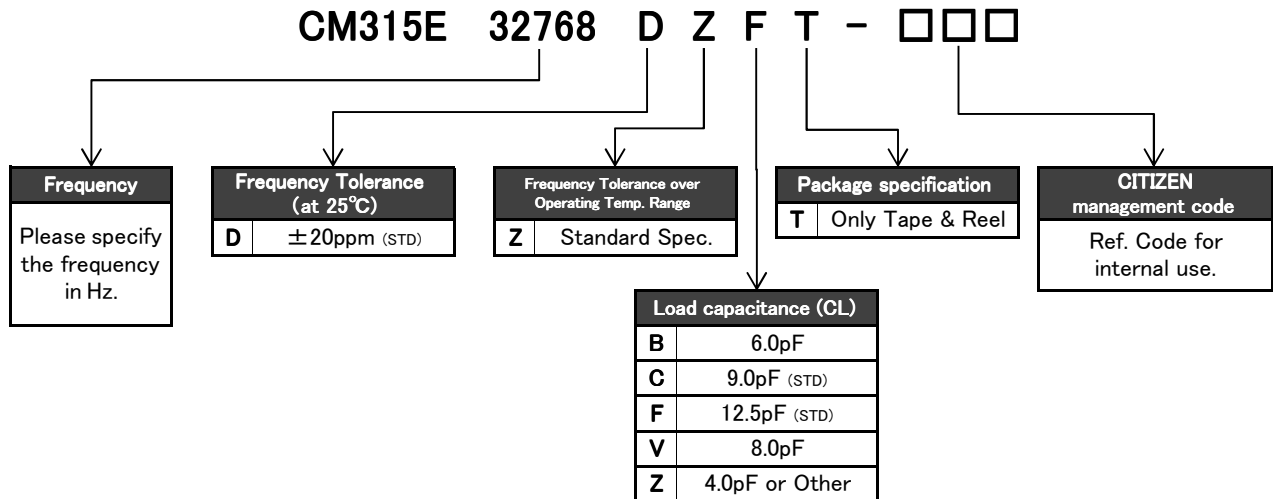 CM315E 32768 D Z F T - □□□
Frequency
Please specify
the frequency
in Hz.
Frequency Tolerance
(at 25℃)
D ±20ppm (STD)
Frequency Tolerance over
Operating Temp. Range
Z Standard Spec.
Package specification
T Only Tape & Reel
CITIZEN
management code
Ref. Code for
internal use.
Load capacitance (CL)
B 6.0pF
C 9.0pF (STD)
F 12.5pF (STD)
V 8.0pF
Z 4.0pF or Other